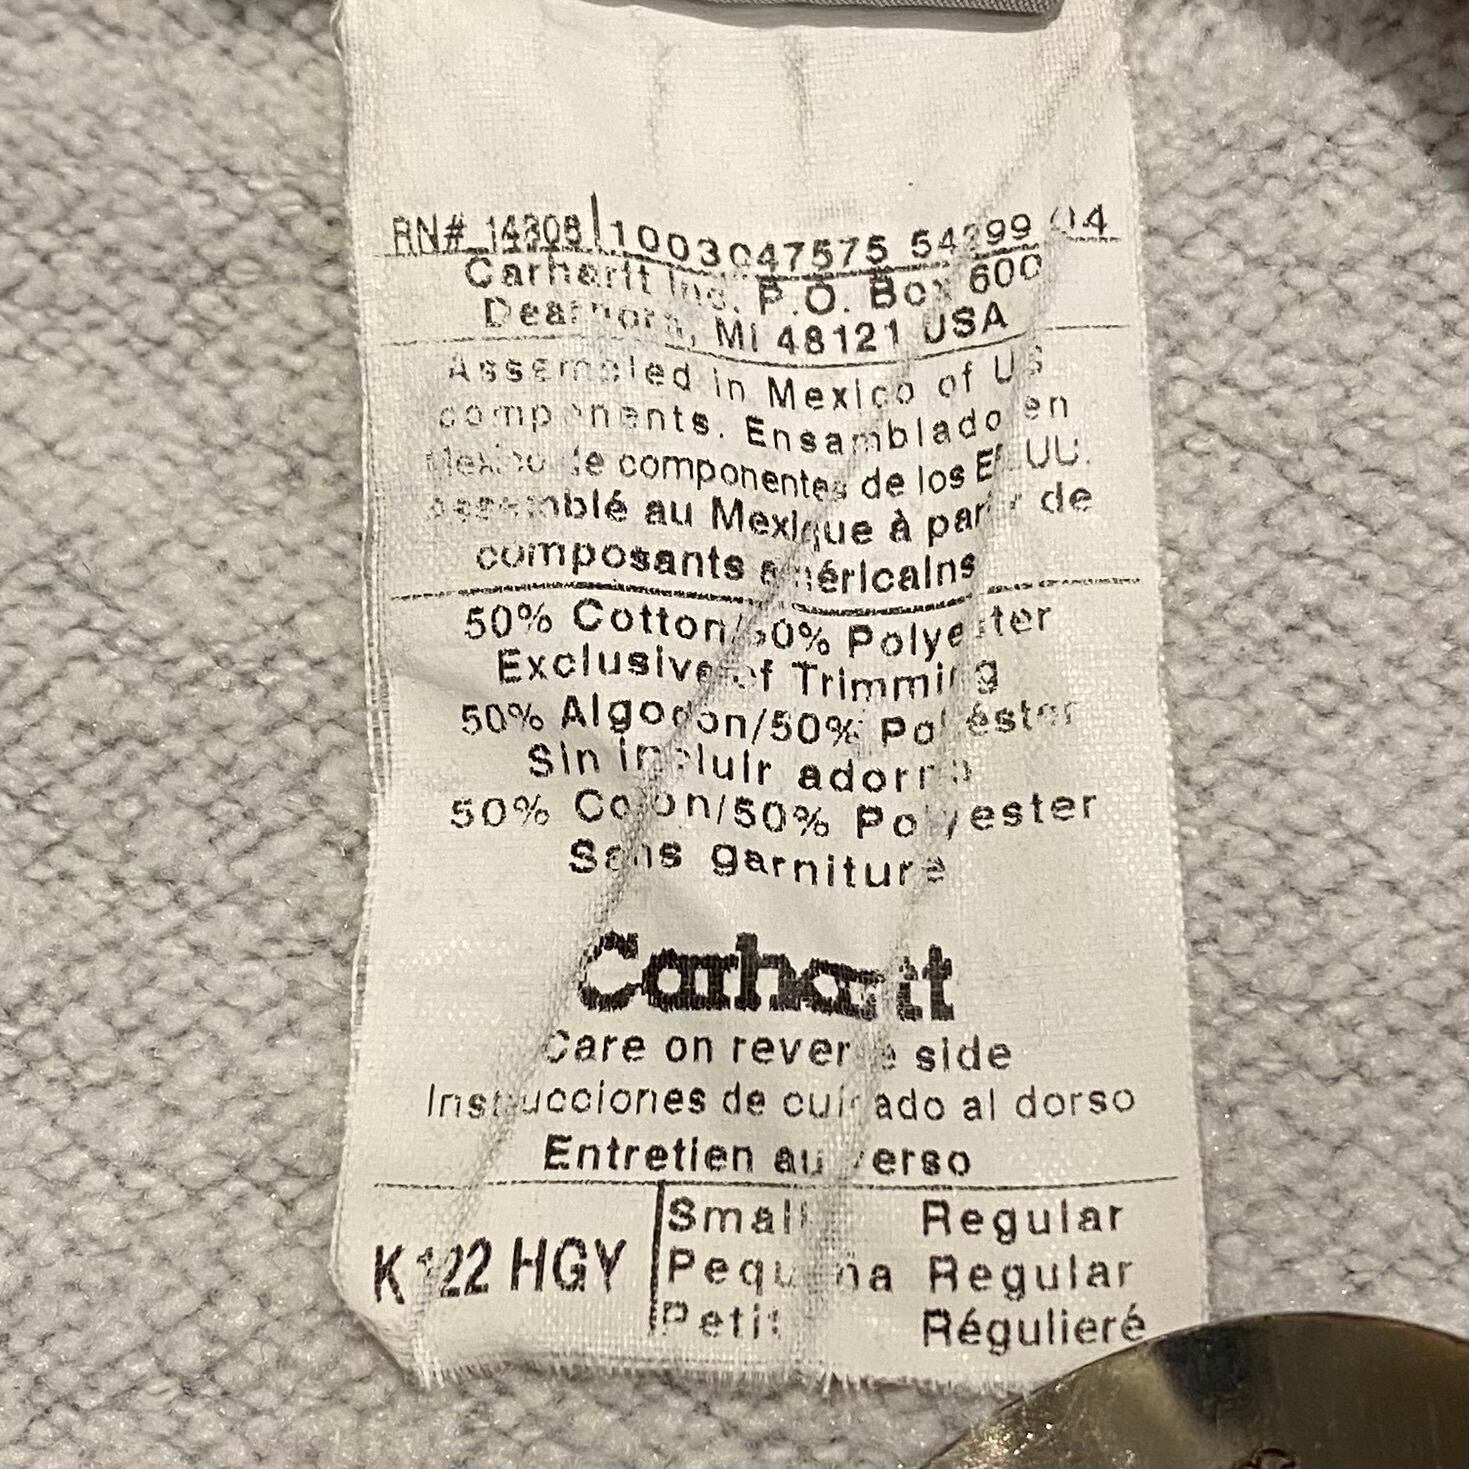 RN# 14806 1003047575 54299 04
Carhartt Inc. P.O. Box 600
Dearborn, MI 48121 USA
Assembled in Mexico of US
components. Ensamblado en
Mexico de componentes de los EE.UU.
Assemblé au Mexique à partir de
composants américains
50% Cotton/50% Polyester
Exclusive of Trimming
50% Algodon/50% Poliéster
Sin incluir adorno
50% Coton/50% Polyester
Sans garniture
Carhartt
Care on reverse side
Instrucciones de cuidado al dorso
Entretien au verso
K122 HGY
Small Regular
Pequeña Regular
Petit Régulieré